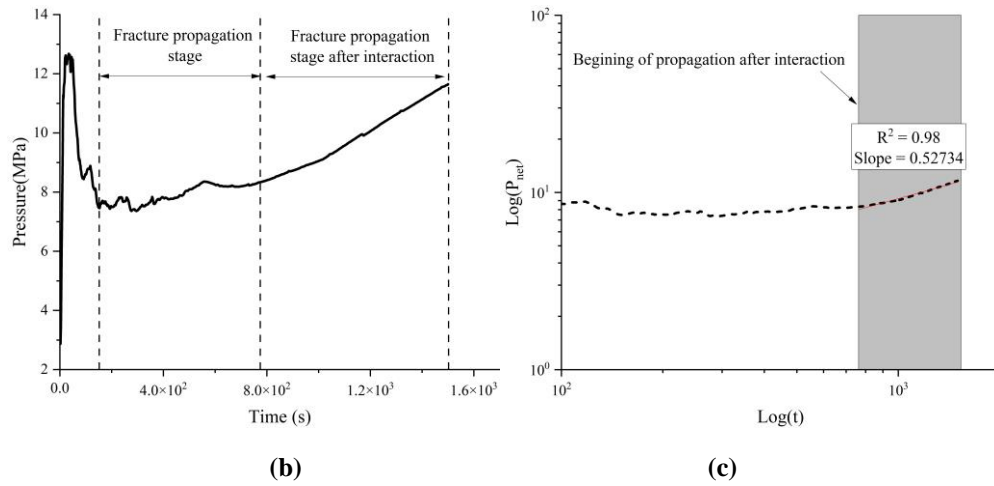 14
12
10
8
6
4
2
Pressure(MPa)
Fracture propagation
stage
Fracture propagation
stage after interaction
0.0
4.0×10²
8.0×10²
1.2×10³
1.6×10³
Time (s)
(b)
10²
10¹
10⁰
Log(Pₙₑₜ)
Begining of propagation after interaction
R² = 0.98
Slope = 0.52734
10²
10³
Log(t)
(c)